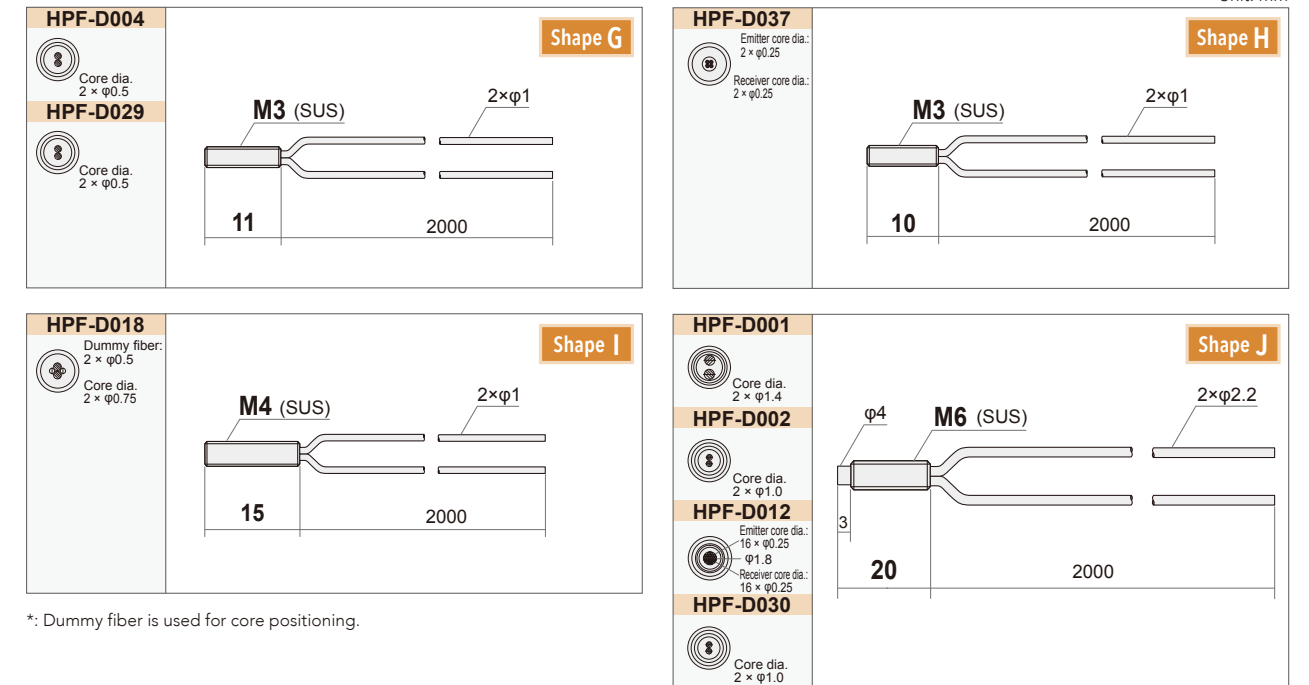 Unit: mm
HPF-D004
Core dia.
2 × φ0.5
HPF-D029
Core dia.
2 × φ0.5
Shape G
M3 (SUS)
2×φ1
11
2000
HPF-D037
Emitter core dia.:
2 × φ0.25
Receiver core dia.:
2 × φ0.25
Shape H
M3 (SUS)
2×φ1
10
2000
HPF-D018
Dummy fiber:
2 × φ0.5
Core dia.
2 × φ0.75
Shape I
M4 (SUS)
2×φ1
15
2000
*: Dummy fiber is used for core positioning.
HPF-D001
Core dia.
2 × φ1.4
HPF-D002
Core dia.
2 × φ1.0
HPF-D012
Emitter core dia.:
16 × φ0.25
φ1.8
Receiver core dia.:
16 × φ0.25
HPF-D030
Core dia.
2 × φ1.0
Shape J
φ4
M6 (SUS)
2×φ2.2
3
20
2000